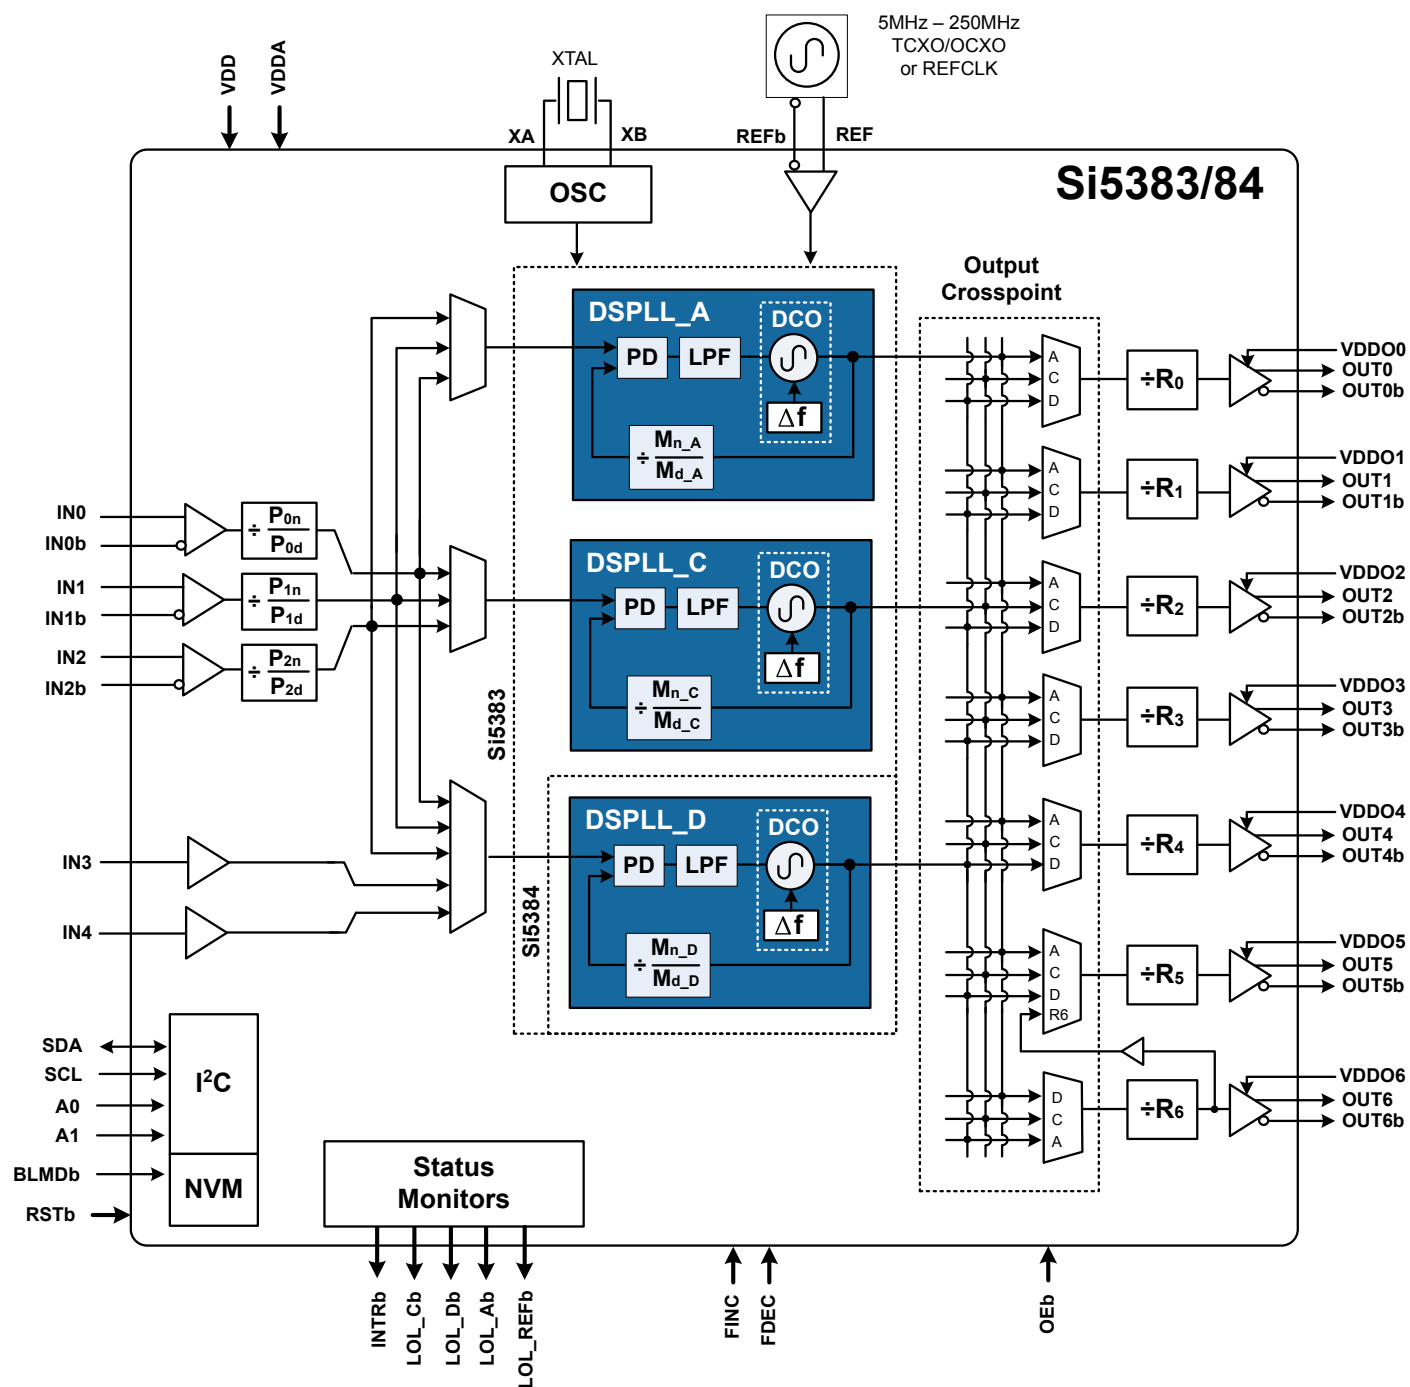 5MHz – 250MHz
TCXO/OCXO
or REFCLK
VDD
VDDA
XTAL
XA
XB
REFb
REF
OSC
Si5383/84
Output
Crosspoint
DSPLL_A
DCO
PD
LPF
Δf
÷ Mn_A
Md_A
A
C
D
÷R0
VDDO0
OUT0
OUT0b
A
C
D
÷R1
VDDO1
OUT1
OUT1b
IN0
IN0b
÷ P0n
P0d
IN1
IN1b
÷ P1n
P1d
IN2
IN2b
÷ P2n
P2d
DSPLL_C
DCO
PD
LPF
Δf
÷ Mn_C
Md_C
A
C
D
÷R2
VDDO2
OUT2
OUT2b
Si5383
A
C
D
÷R3
VDDO3
OUT3
OUT3b
DSPLL_D
DCO
PD
LPF
Δf
÷ Mn_D
Md_D
Si5384
IN3
IN4
A
C
D
÷R4
VDDO4
OUT4
OUT4b
A
C
D
R6
÷R5
VDDO5
OUT5
OUT5b
D
C
A
÷R6
VDDO6
OUT6
OUT6b
SDA
SCL
A0
A1
BLMDb
RSTb
I²C
NVM
Status
Monitors
INTRb
LOL_Cb
LOL_Db
LOL_Ab
LOL_REFb
FINC
FDEC
OEb